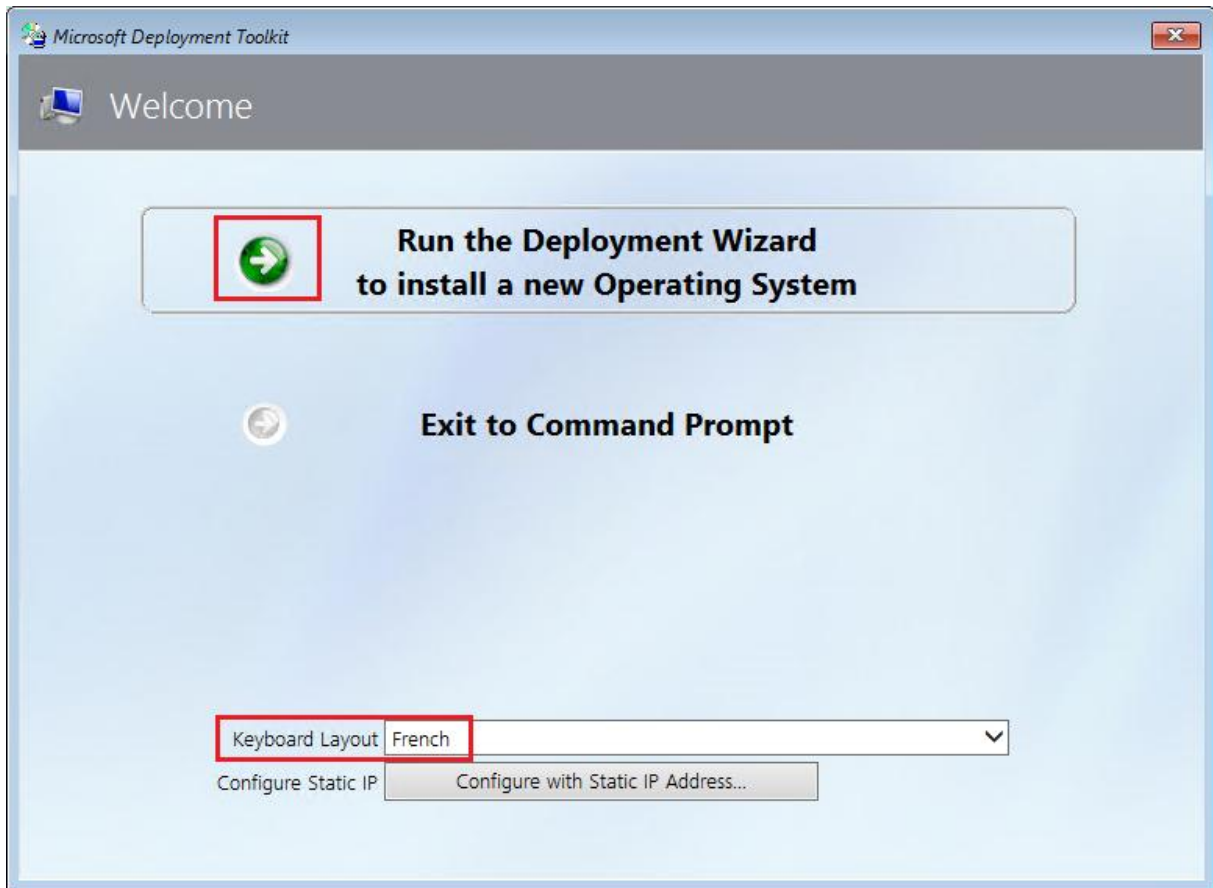 Microsoft Deployment Toolkit
Welcome
Run the Deployment Wizard
to install a new Operating System
Exit to Command Prompt
Keyboard Layout French
Configure Static IP Configure with Static IP Address...